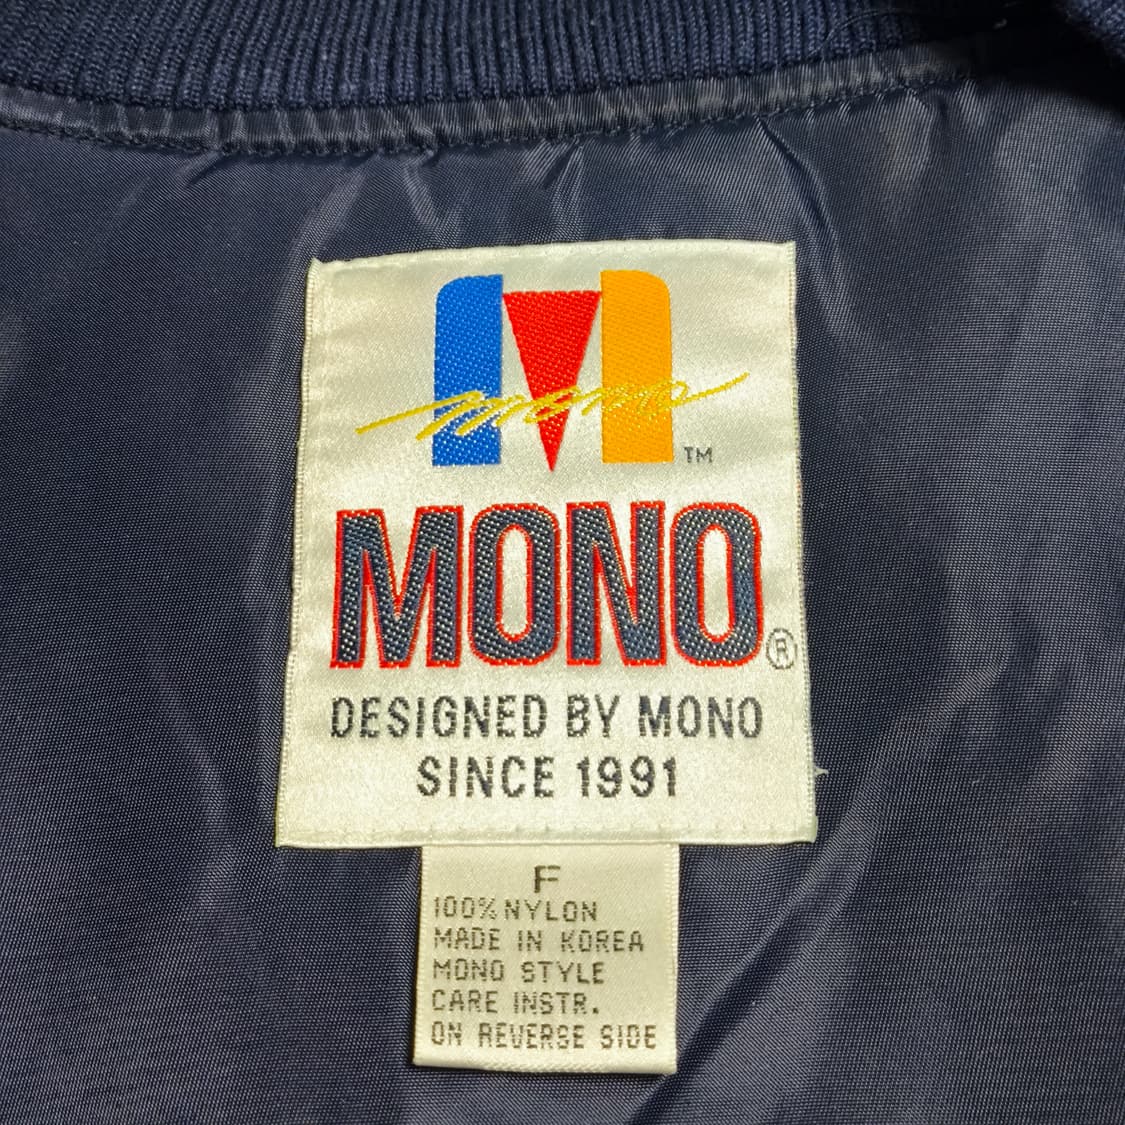 mono
TM
MONO®
DESIGNED BY MONO
SINCE 1991
F
100% NYLON
MADE IN KOREA
MONO STYLE
CARE INSTR.
ON REVERSE SIDE